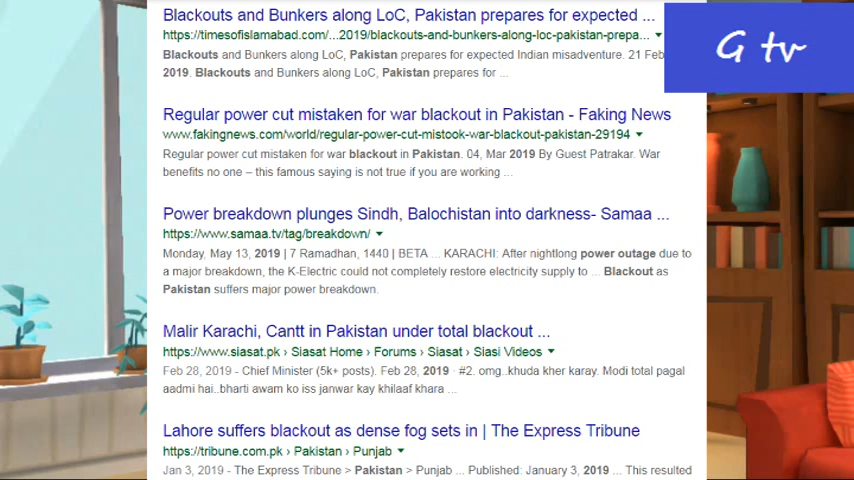 Blackouts and Bunkers along LoC, Pakistan prepares for expected ...
G tv
https://timesofislamabad.com/...2019/blackouts-and-bunkers-along-loc-pakistan-prepa...
Blackouts and Bunkers along LoC, Pakistan prepares for expected Indian misadventure. 21 Feb
2019. Blackouts and Bunkers along LoC, Pakistan prepares for ...
Regular power cut mistaken for war blackout in Pakistan - Faking News
www.fakingnews.com/world/regular-power-cut-mistook-war-blackout-pakistan-29194
Regular power cut mistaken for war blackout in Pakistan. 04, Mar 2019 By Guest Patrakar. War
benefits no one – this famous saying is not true if you are working ...
Power breakdown plunges Sindh, Balochistan into darkness- Samaa ...
https://www.samaa.tv/tag/breakdown/
Monday, May 13, 2019 | 7 Ramadhan, 1440 | BETA ... KARACHI: After nightlong power outage due to
a major breakdown, the K-Electric could not completely restore electricity supply to ... Blackout as
Pakistan suffers major power breakdown.
Malir Karachi, Cantt in Pakistan under total blackout ...
https://www.siasat.pk › Siasat Home › Forums › Siasat › Siasi Videos
Feb 28, 2019 - Chief Minister (5k+ posts). Feb 28, 2019 · #2. omg..khuda kher karay. Modi total pagal
aadmi hai..bharti awam ko iss janwar kay khilaaf khara ...
Lahore suffers blackout as dense fog sets in | The Express Tribune
https://tribune.com.pk › Pakistan › Punjab
Jan 3, 2019 - The Express Tribune > Pakistan > Punjab ... Published: January 3, 2019 ... This resulted